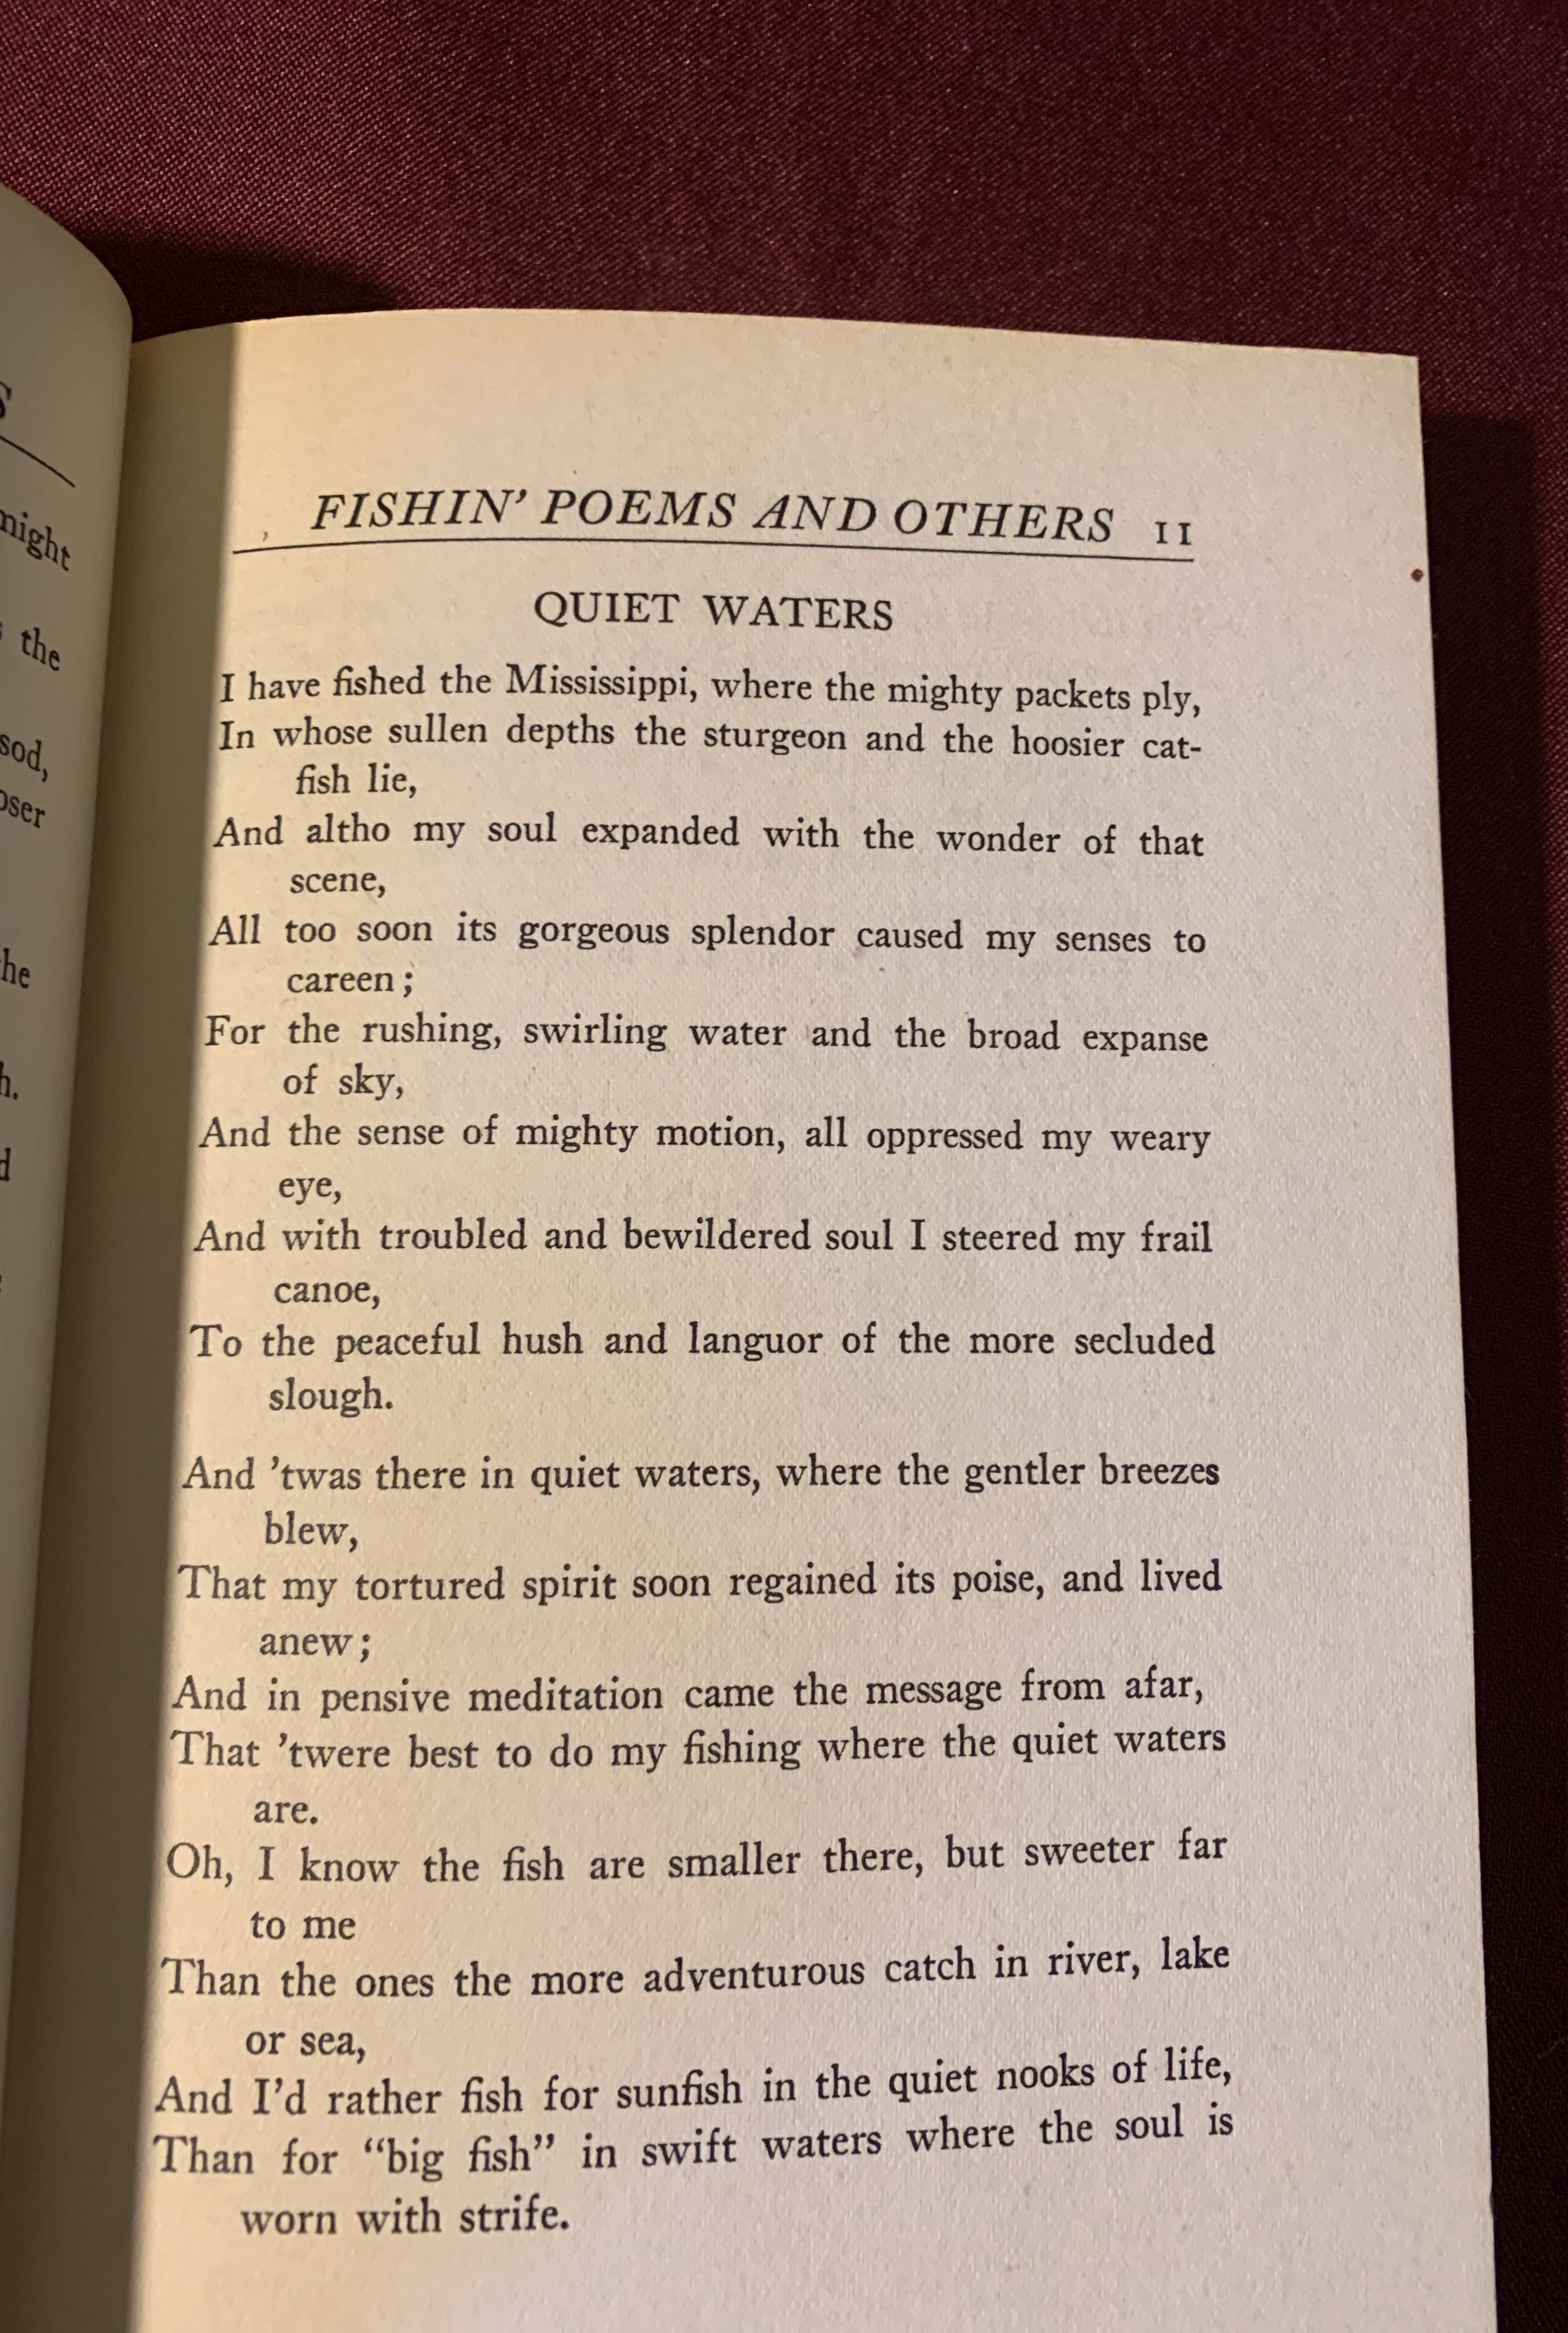 S
might
the
sod,
FISHIN' POEMS AND OTHERS 11
QUIET WATERS
I have fished the Mississippi, where the mighty packets ply,
In whose sullen depths the sturgeon and the hoosier cat-
fish lie,
And altho my soul expanded with the wonder of that
scene,
All too soon its gorgeous splendor caused my senses to
careen;
For the rushing, swirling water and the broad expanse
of sky,
And the sense of mighty motion, all oppressed my weary
eye,
And with troubled and bewildered soul I steered my frail
canoe,
To the peaceful hush and languor of the more secluded
slough.
And 'twas there in quiet waters, where the gentler breezes
blew,
That my tortured spirit soon regained its poise, and lived
anew;
And in pensive meditation came the message from afar,
That 'twere best to do my fishing where the quiet waters
are.
Oh, I know the fish are smaller there, but sweeter far
to me
Than the ones the more adventurous catch in river, lake
or sea,
And I'd rather fish for sunfish in the quiet nooks of life,
Than for "big fish" in swift waters where the soul is
worn with strife.